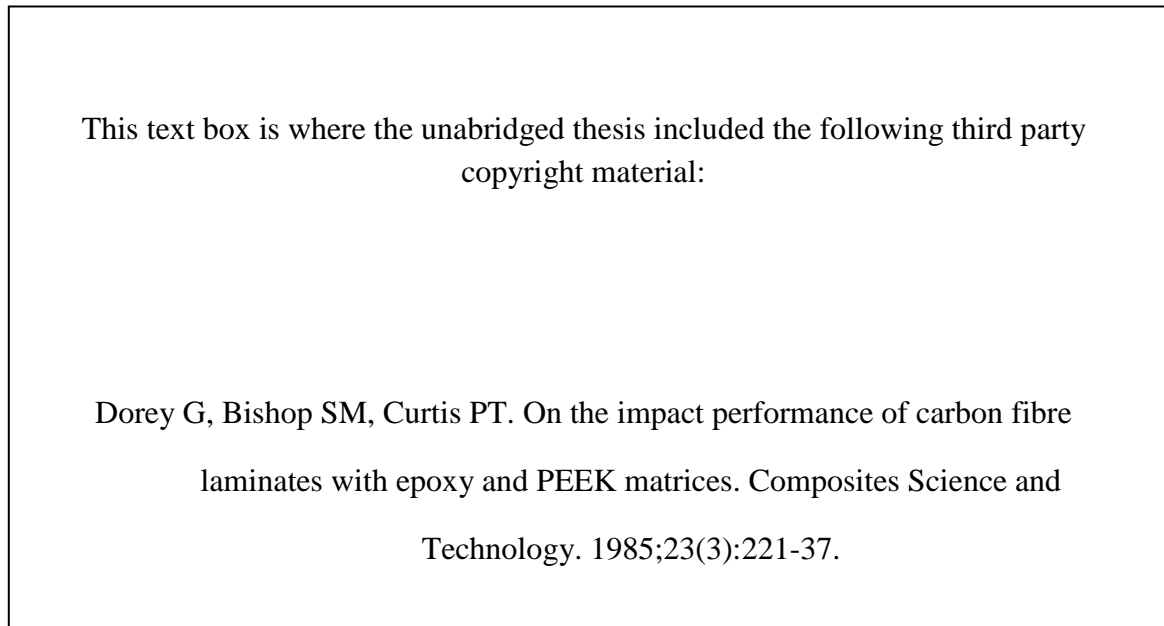 This text box is where the unabridged thesis included the following third party
copyright material:
Dorey G, Bishop SM, Curtis PT. On the impact performance of carbon fibre
laminates with epoxy and PEEK matrices. Composites Science and
Technology. 1985;23(3):221-37.